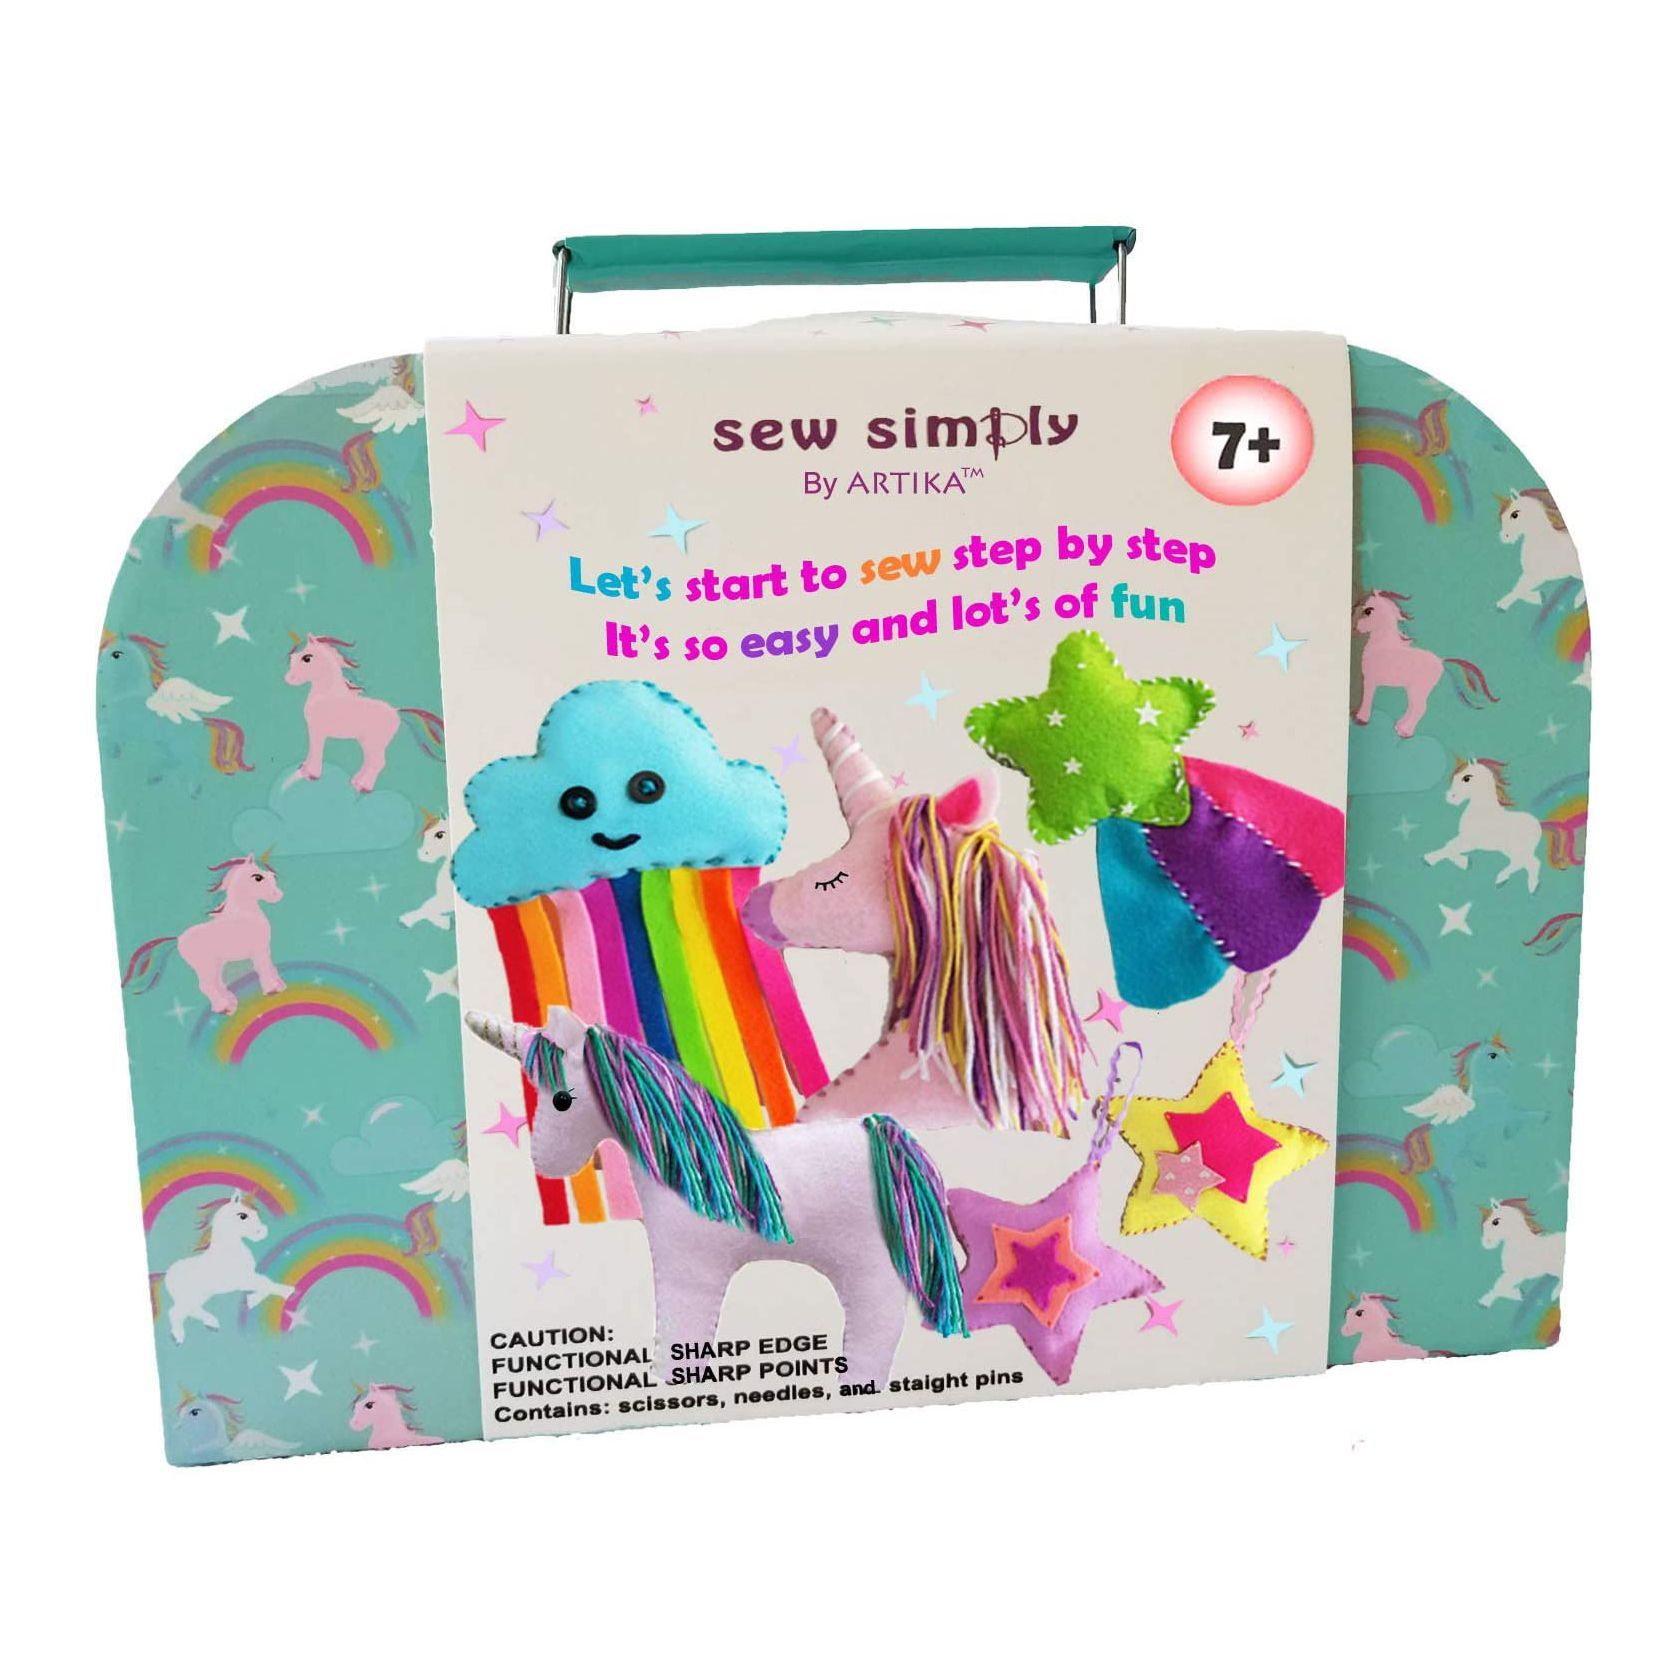 sew simply
By ARTIKA™
7+
Let's start to sew step by step
It's so easy and lot's of fun
CAUTION:
FUNCTIONAL SHARP EDGE
FUNCTIONAL SHARP POINTS
Contains: scissors, needles, and staight pins